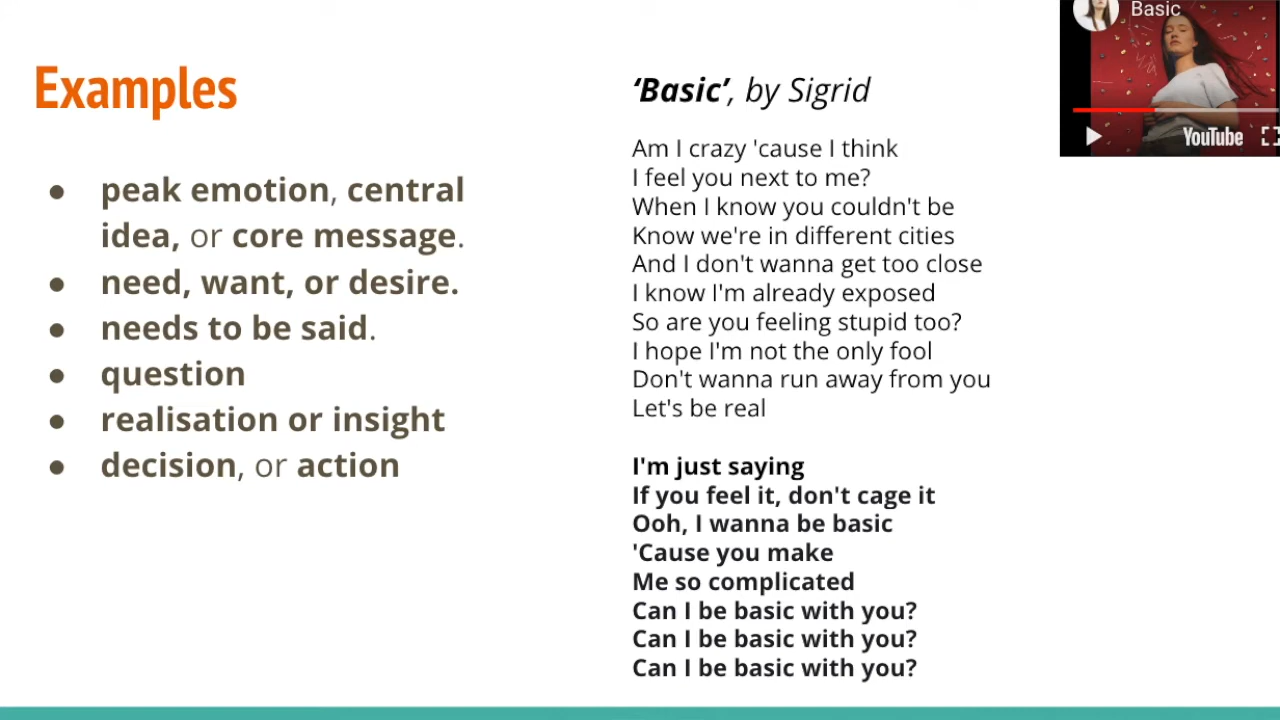 Examples
● peak emotion, central
idea, or core message.
● need, want, or desire.
● needs to be said.
● question
● realisation or insight
● decision, or action
‘Basic’, by Sigrid
Am I crazy 'cause I think
I feel you next to me?
When I know you couldn't be
Know we're in different cities
And I don't wanna get too close
I know I'm already exposed
So are you feeling stupid too?
I hope I'm not the only fool
Don't wanna run away from you
Let's be real
I'm just saying
If you feel it, don't cage it
Ooh, I wanna be basic
'Cause you make
Me so complicated
Can I be basic with you?
Can I be basic with you?
Can I be basic with you?
Basic
YouTube